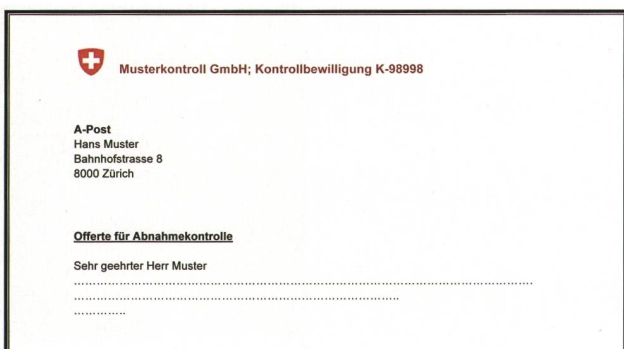 Musterkontroll GmbH; Kontrollbewilligung K-98998
A-Post
Hans Muster
Bahnhofstrasse 8
8000 Zürich
Offerte für Abnahmekontrolle
Sehr geehrter Herr Muster
........................................................................................................................
.....................................................................................
..............